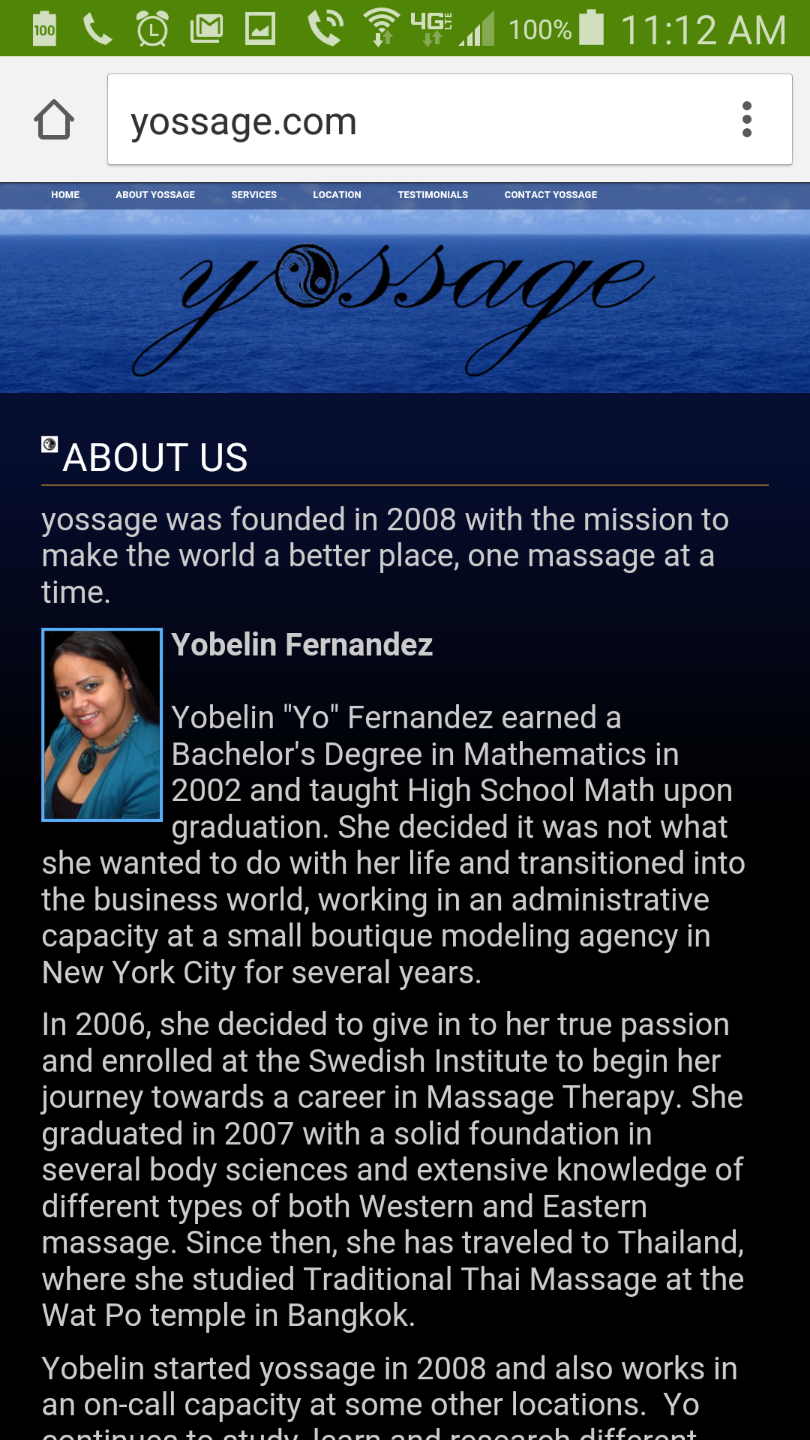 100
4G LTE 100% 11:12 AM
yossage.com
HOME ABOUT YOSSAGE SERVICES LOCATION TESTIMONIALS CONTACT YOSSAGE
yossage
ABOUT US
yossage was founded in 2008 with the mission to
make the world a better place, one massage at a
time.
Yobelin Fernandez
Yobelin "Yo" Fernandez earned a
Bachelor's Degree in Mathematics in
2002 and taught High School Math upon
graduation. She decided it was not what
she wanted to do with her life and transitioned into
the business world, working in an administrative
capacity at a small boutique modeling agency in
New York City for several years.
In 2006, she decided to give in to her true passion
and enrolled at the Swedish Institute to begin her
journey towards a career in Massage Therapy. She
graduated in 2007 with a solid foundation in
several body sciences and extensive knowledge of
different types of both Western and Eastern
massage. Since then, she has traveled to Thailand,
where she studied Traditional Thai Massage at the
Wat Po temple in Bangkok.
Yobelin started yossage in 2008 and also works in
an on-call capacity at some other locations.  Yo
continues to study, learn and research different